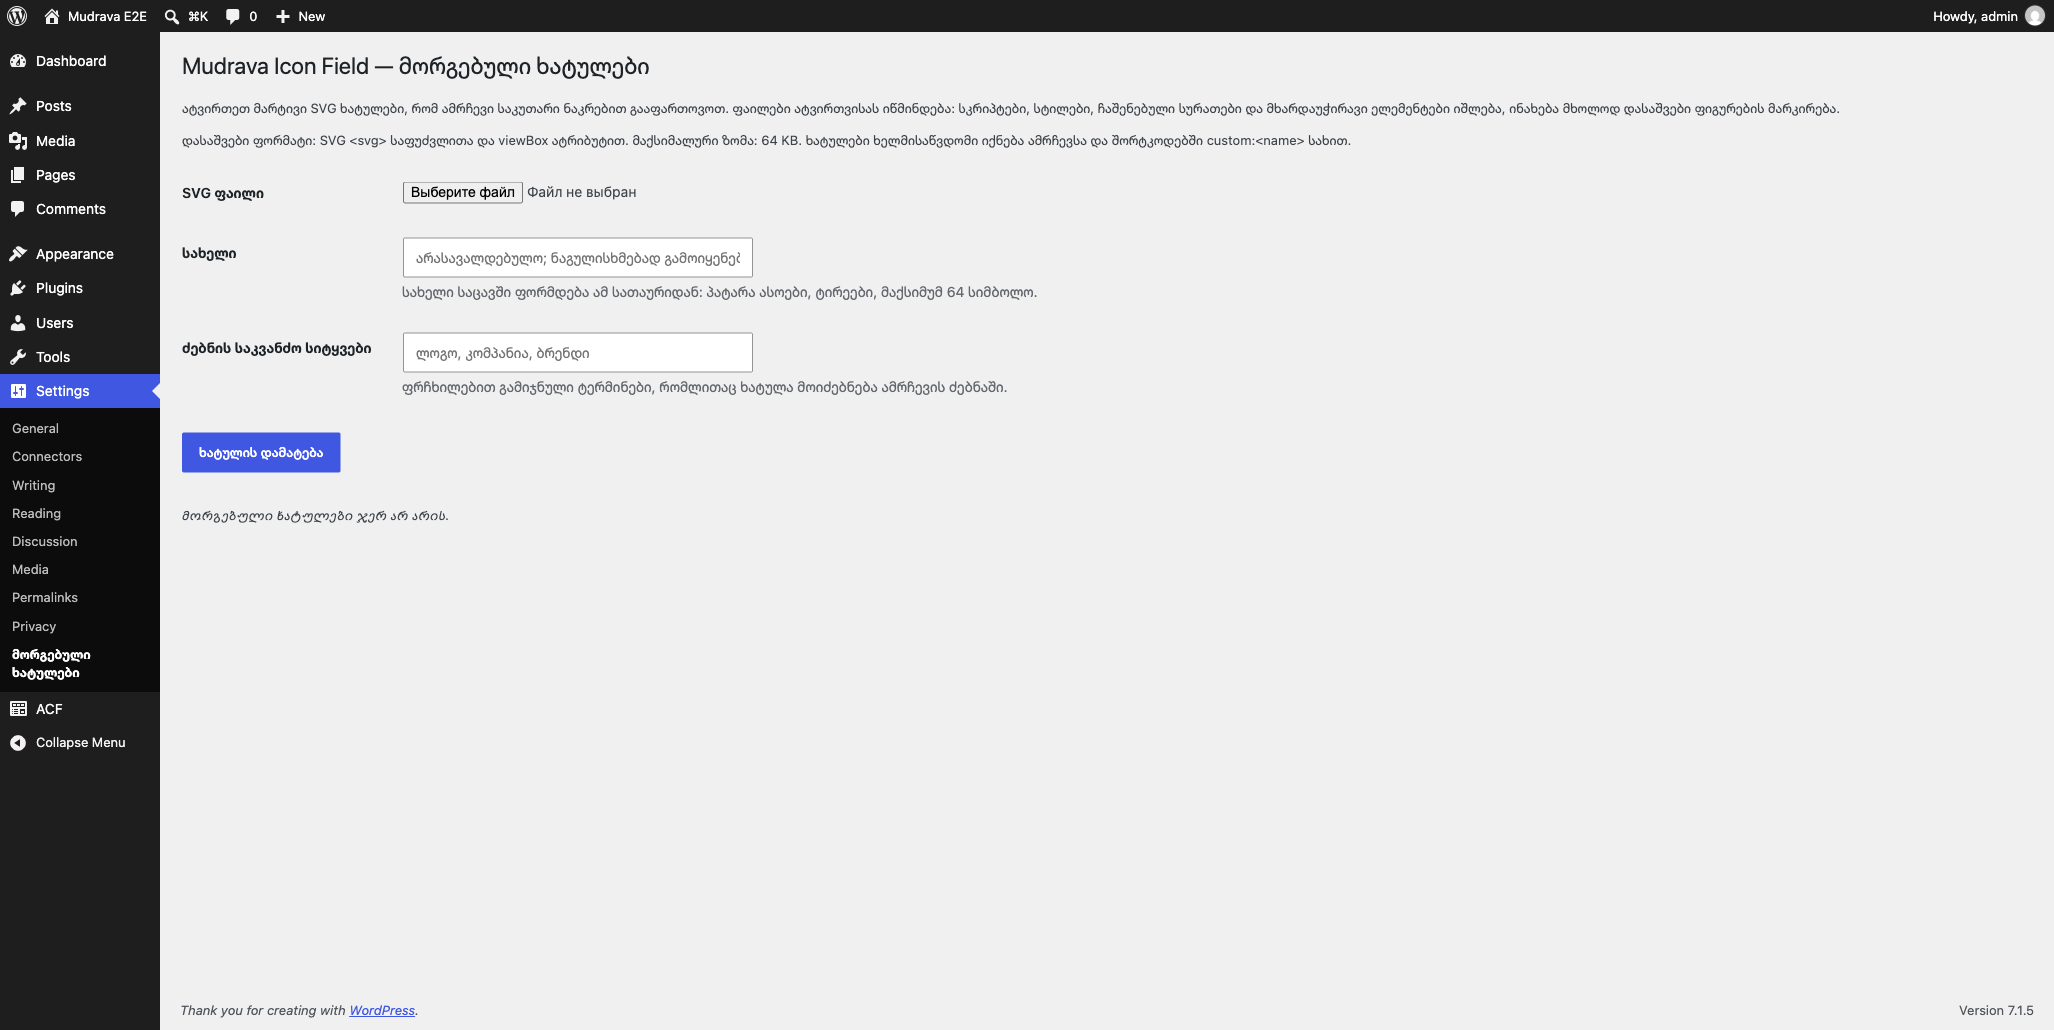 Mudrava E2E
⌘K
0
New
Howdy, admin
Dashboard
Posts
Media
Pages
Comments
Appearance
Plugins
Users
Tools
Settings
General
Connectors
Writing
Reading
Discussion
Media
Permalinks
Privacy
მორგებული
ხატულები
ACF
Collapse Menu
Mudrava Icon Field — მორგებული ხატულები
ატვირთეთ მარტივი SVG ხატულები, რომ ამრჩევი საკუთარი ნაკრებით გააფართოვოთ. ფაილები ატვირთვისას იწმინდება: სკრიპტები, სტილები, ჩაშენებული სურათები და მხარდაუჭირავი ელემენტები იშლება, ინახება მხოლოდ დასაშვები ფიგურების მარკირება.
დასაშვები ფორმატი: SVG <svg> საფუძვლითა და viewBox ატრიბუტით. მაქსიმალური ზომა: 64 KB. ხატულები ხელმისაწვდომი იქნება ამრჩევსა და შორტკოდებში custom:<name> სახით.
SVG ფაილი
Выберите файл Файл не выбран
სახელი
არასავალდებულო; ნაგულისხმებად გამოიყენებ
სახელი საცავში ფორმდება ამ სათაურიდან: პატარა ასოები, ტირეები, მაქსიმუმ 64 სიმბოლო.
ძებნის საკვანძო სიტყვები
ლოგო, კომპანია, ბრენდი
ფრჩხილებით გამიჯნული ტერმინები, რომლითაც ხატულა მოიძებნება ამრჩევის ძებნაში.
ხატულის დამატება
მორგებული ხატულები ჯერ არ არის.
Thank you for creating with WordPress.
Version 7.1.5